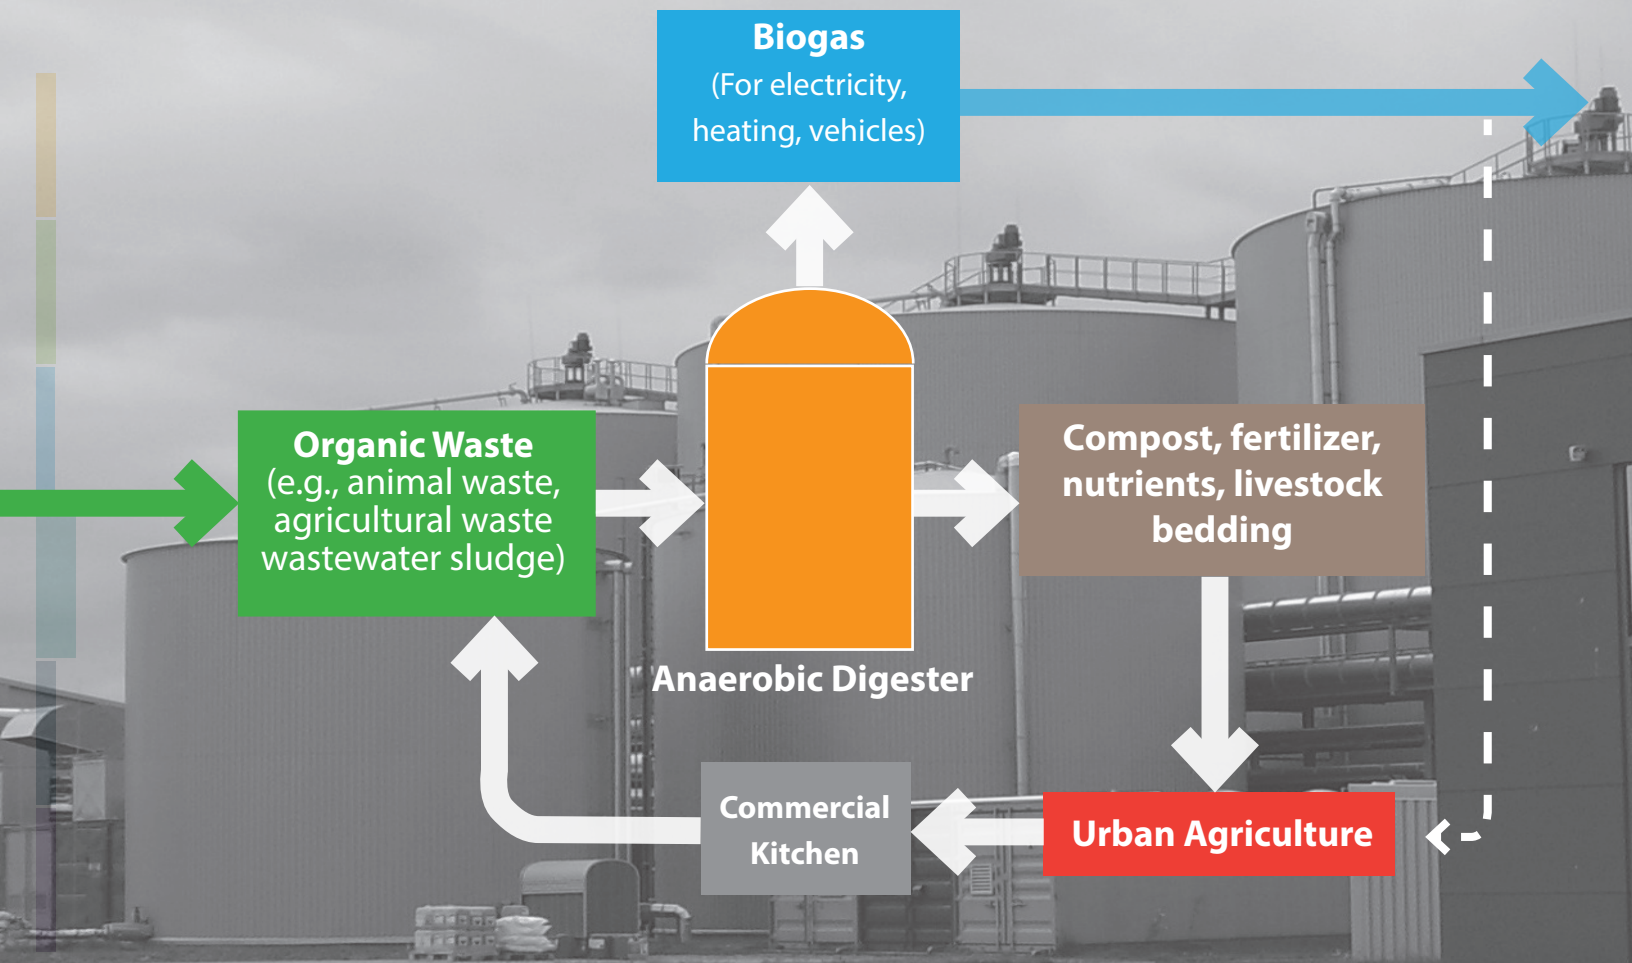 Biogas
(For electricity,
heating, vehicles)
Organic Waste
(e.g., animal waste,
agricultural waste
wastewater sludge)
Compost, fertilizer,
nutrients, livestock
bedding
Anaerobic Digester
Commercial
Kitchen
Urban Agriculture